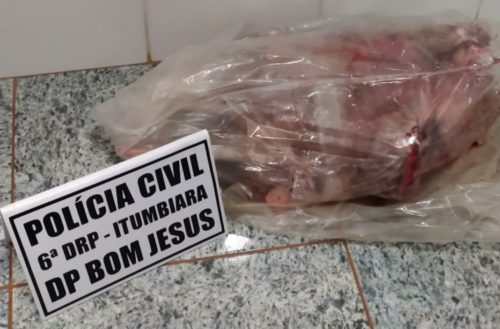 POLÍCIA CIVIL
6ª DRP - ITUMBIARA
DP BOM JESUS